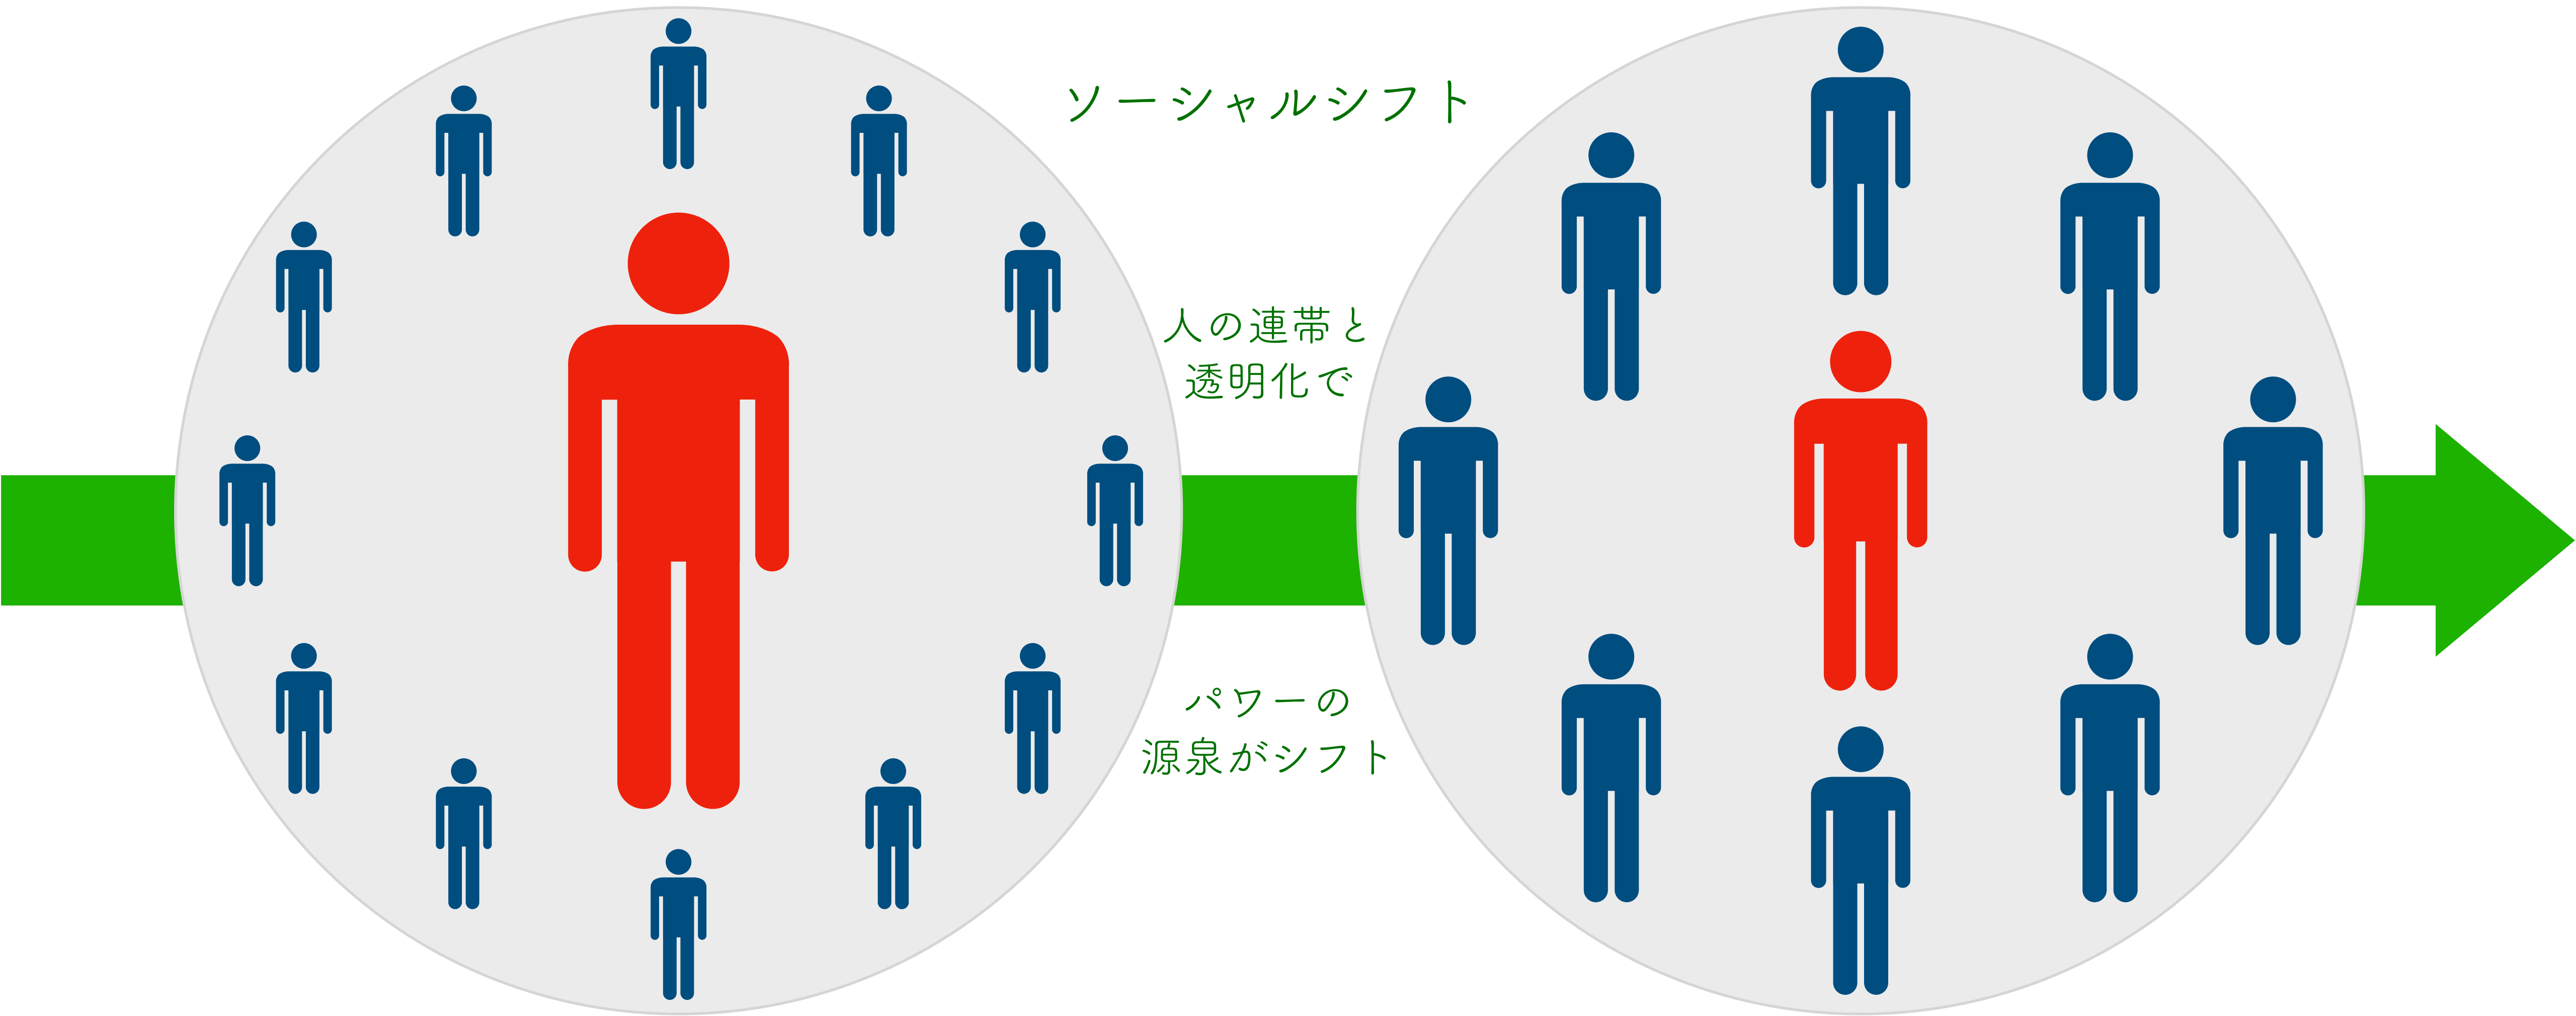 ソーシャルシフト
人の連帯と
透明化で
パワーの
源泉がシフト